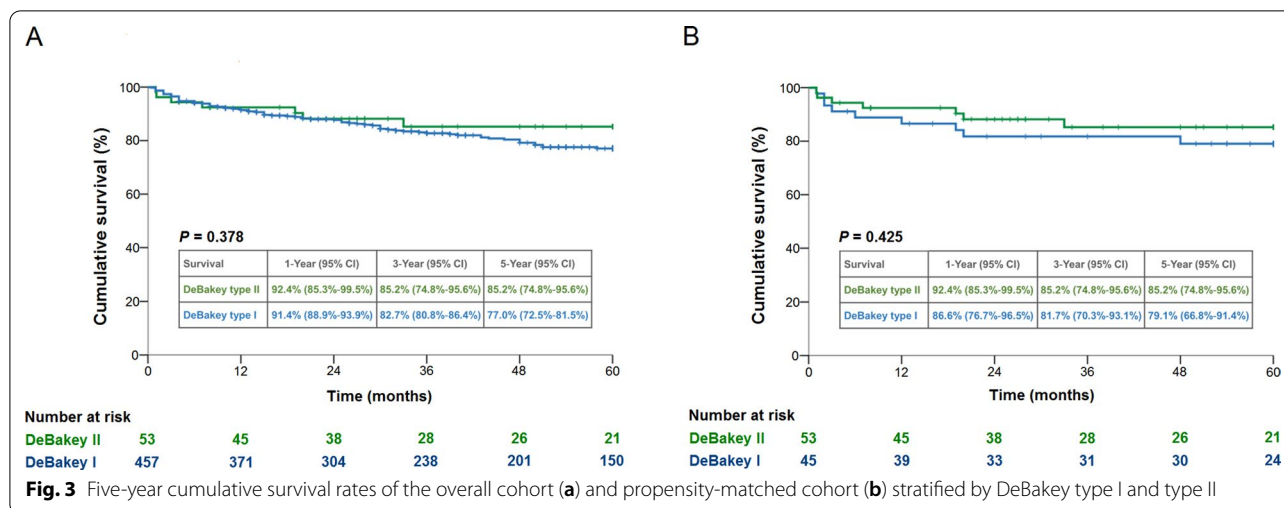 A
100
80
60
40
20
0
Cumulative survival (%)
P = 0.378
Survival 1-Year (95% CI) 3-Year (95% CI) 5-Year (95% CI)
DeBakey type II 92.4% (85.3%-99.5%) 85.2% (74.8%-95.6%) 85.2% (74.8%-95.6%)
DeBakey type I 91.4% (88.9%-93.9%) 82.7% (80.8%-86.4%) 77.0% (72.5%-81.5%)
0 12 24 36 48 60
Time (months)
Number at risk
DeBakey II 53 45 38 28 26 21
DeBakey I 457 371 304 238 201 150
B
100
80
60
40
20
0
Cumulative survival (%)
P = 0.425
Survival 1-Year (95% CI) 3-Year (95% CI) 5-Year (95% CI)
DeBakey type II 92.4% (85.3%-99.5%) 85.2% (74.8%-95.6%) 85.2% (74.8%-95.6%)
DeBakey type I 86.6% (76.7%-96.5%) 81.7% (70.3%-93.1%) 79.1% (66.8%-91.4%)
0 12 24 36 48 60
Time (months)
Number at risk
DeBakey II 53 45 38 28 26 21
DeBakey I 45 39 33 31 30 24
Fig. 3 Five-year cumulative survival rates of the overall cohort (a) and propensity-matched cohort (b) stratified by DeBakey type I and type II